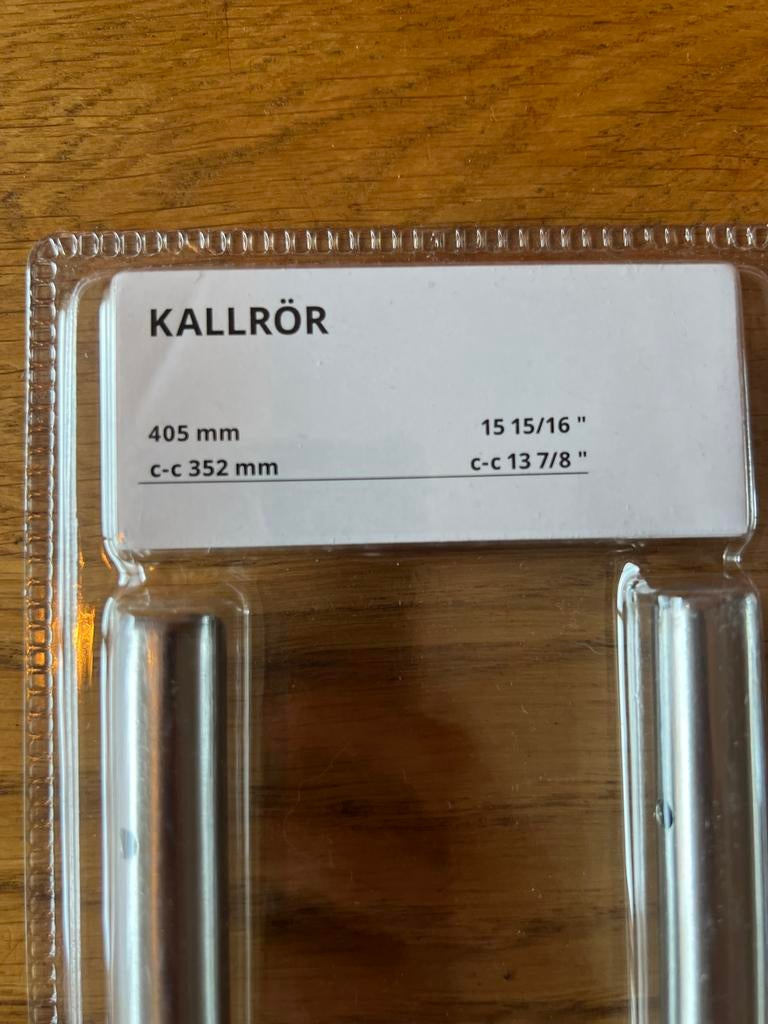 KALLRÖR
405 mm 15 15/16 "
c-c 352 mm c-c 13 7/8 "